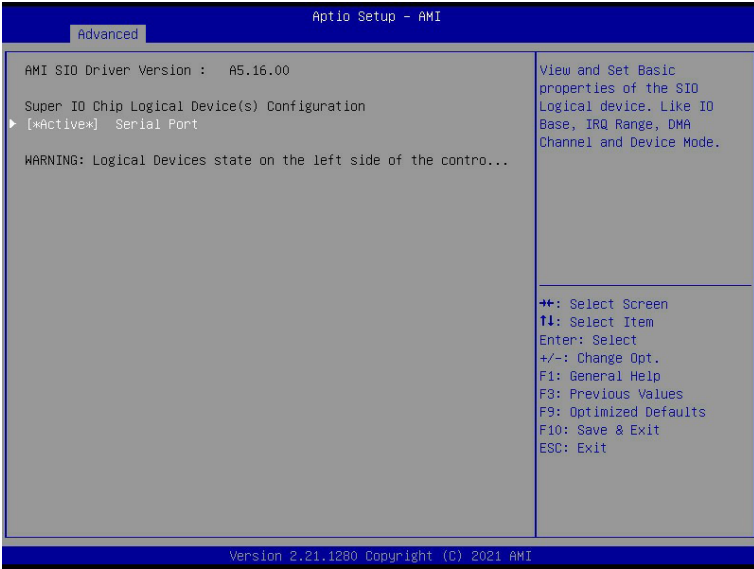 Aptio Setup - AMI
Advanced
AMI SIO Driver Version :   A5.16.00
Super IO Chip Logical Device(s) Configuration
[*Active*]  Serial Port
WARNING: Logical Devices state on the left side of the contro...
View and Set Basic
properties of the SIO
Logical device. Like IO
Base, IRQ Range, DMA
Channel and Device Mode.
→←: Select Screen
↑↓: Select Item
Enter: Select
+/-: Change Opt.
F1: General Help
F3: Previous Values
F9: Optimized Defaults
F10: Save & Exit
ESC: Exit
Version 2.21.1280 Copyright (C) 2021 AMI